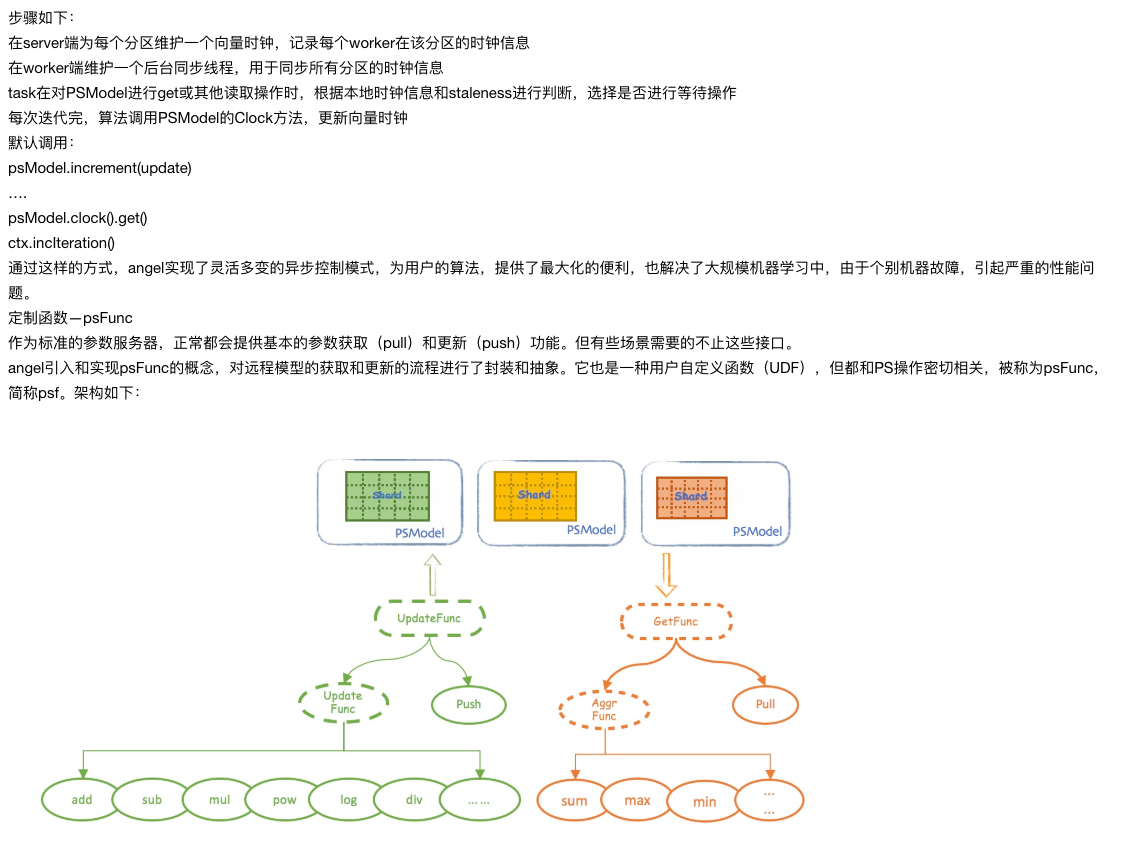 步骤如下：
在server端为每个分区维护一个向量时钟，记录每个worker在该分区的时钟信息
在worker端维护一个后台同步线程，用于同步所有分区的时钟信息
task在对PSModel进行get或其他读取操作时，根据本地时钟信息和staleness进行判断，选择是否进行等待操作
每次迭代完，算法调用PSModel的Clock方法，更新向量时钟
默认调用：
psModel.increment(update)
….
psModel.clock().get()
ctx.incIteration()
通过这样的方式，angel实现了灵活多变的异步控制模式，为用户的算法，提供了最大化的便利，也解决了大规模机器学习中，由于个别机器故障，引起严重的性能问
题。
定制函数—psFunc
作为标准的参数服务器，正常都会提供基本的参数获取（pull）和更新（push）功能。但有些场景需要的不止这些接口。
angel引入和实现psFunc的概念，对远程模型的获取和更新的流程进行了封装和抽象。它也是一种用户自定义函数（UDF），但都和PS操作密切相关，被称为psFunc，
简称psf。架构如下：
Shard
PSModel
Shard
PSModel
Shard
PSModel
UpdateFunc
GetFunc
Update
Func
Push
Aggr
Func
Pull
add
sub
mul
pow
log
div
... ...
sum
max
min
...
...